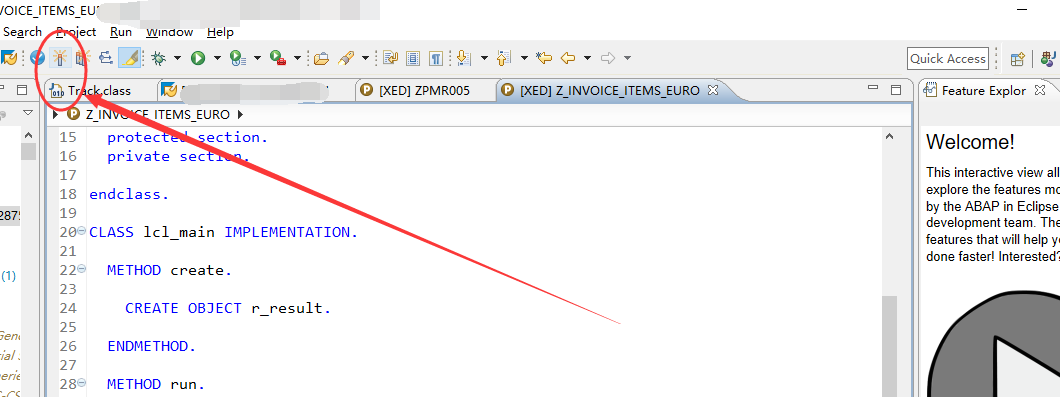 VOICE_ITEMS_EU
Search Project Run Window Help
Quick Access
Track.class
[XED] ZPMR005
[XED] Z_INVOICE_ITEMS_EURO
Feature Explor
Z_INVOICE_ITEMS_EURO
15 protected section.
16 private section.
17
18 endclass.
19
20 CLASS lcl_main IMPLEMENTATION.
21
22 METHOD create.
23
24 CREATE OBJECT r_result.
25
26 ENDMETHOD.
27
28 METHOD run.
2875
(1)
Gene
rial
erie
C-CS
Welcome!
This interactive view all
explore the features mo
by the ABAP in Eclipse
development team. The
features that will help y
done faster! Interested?